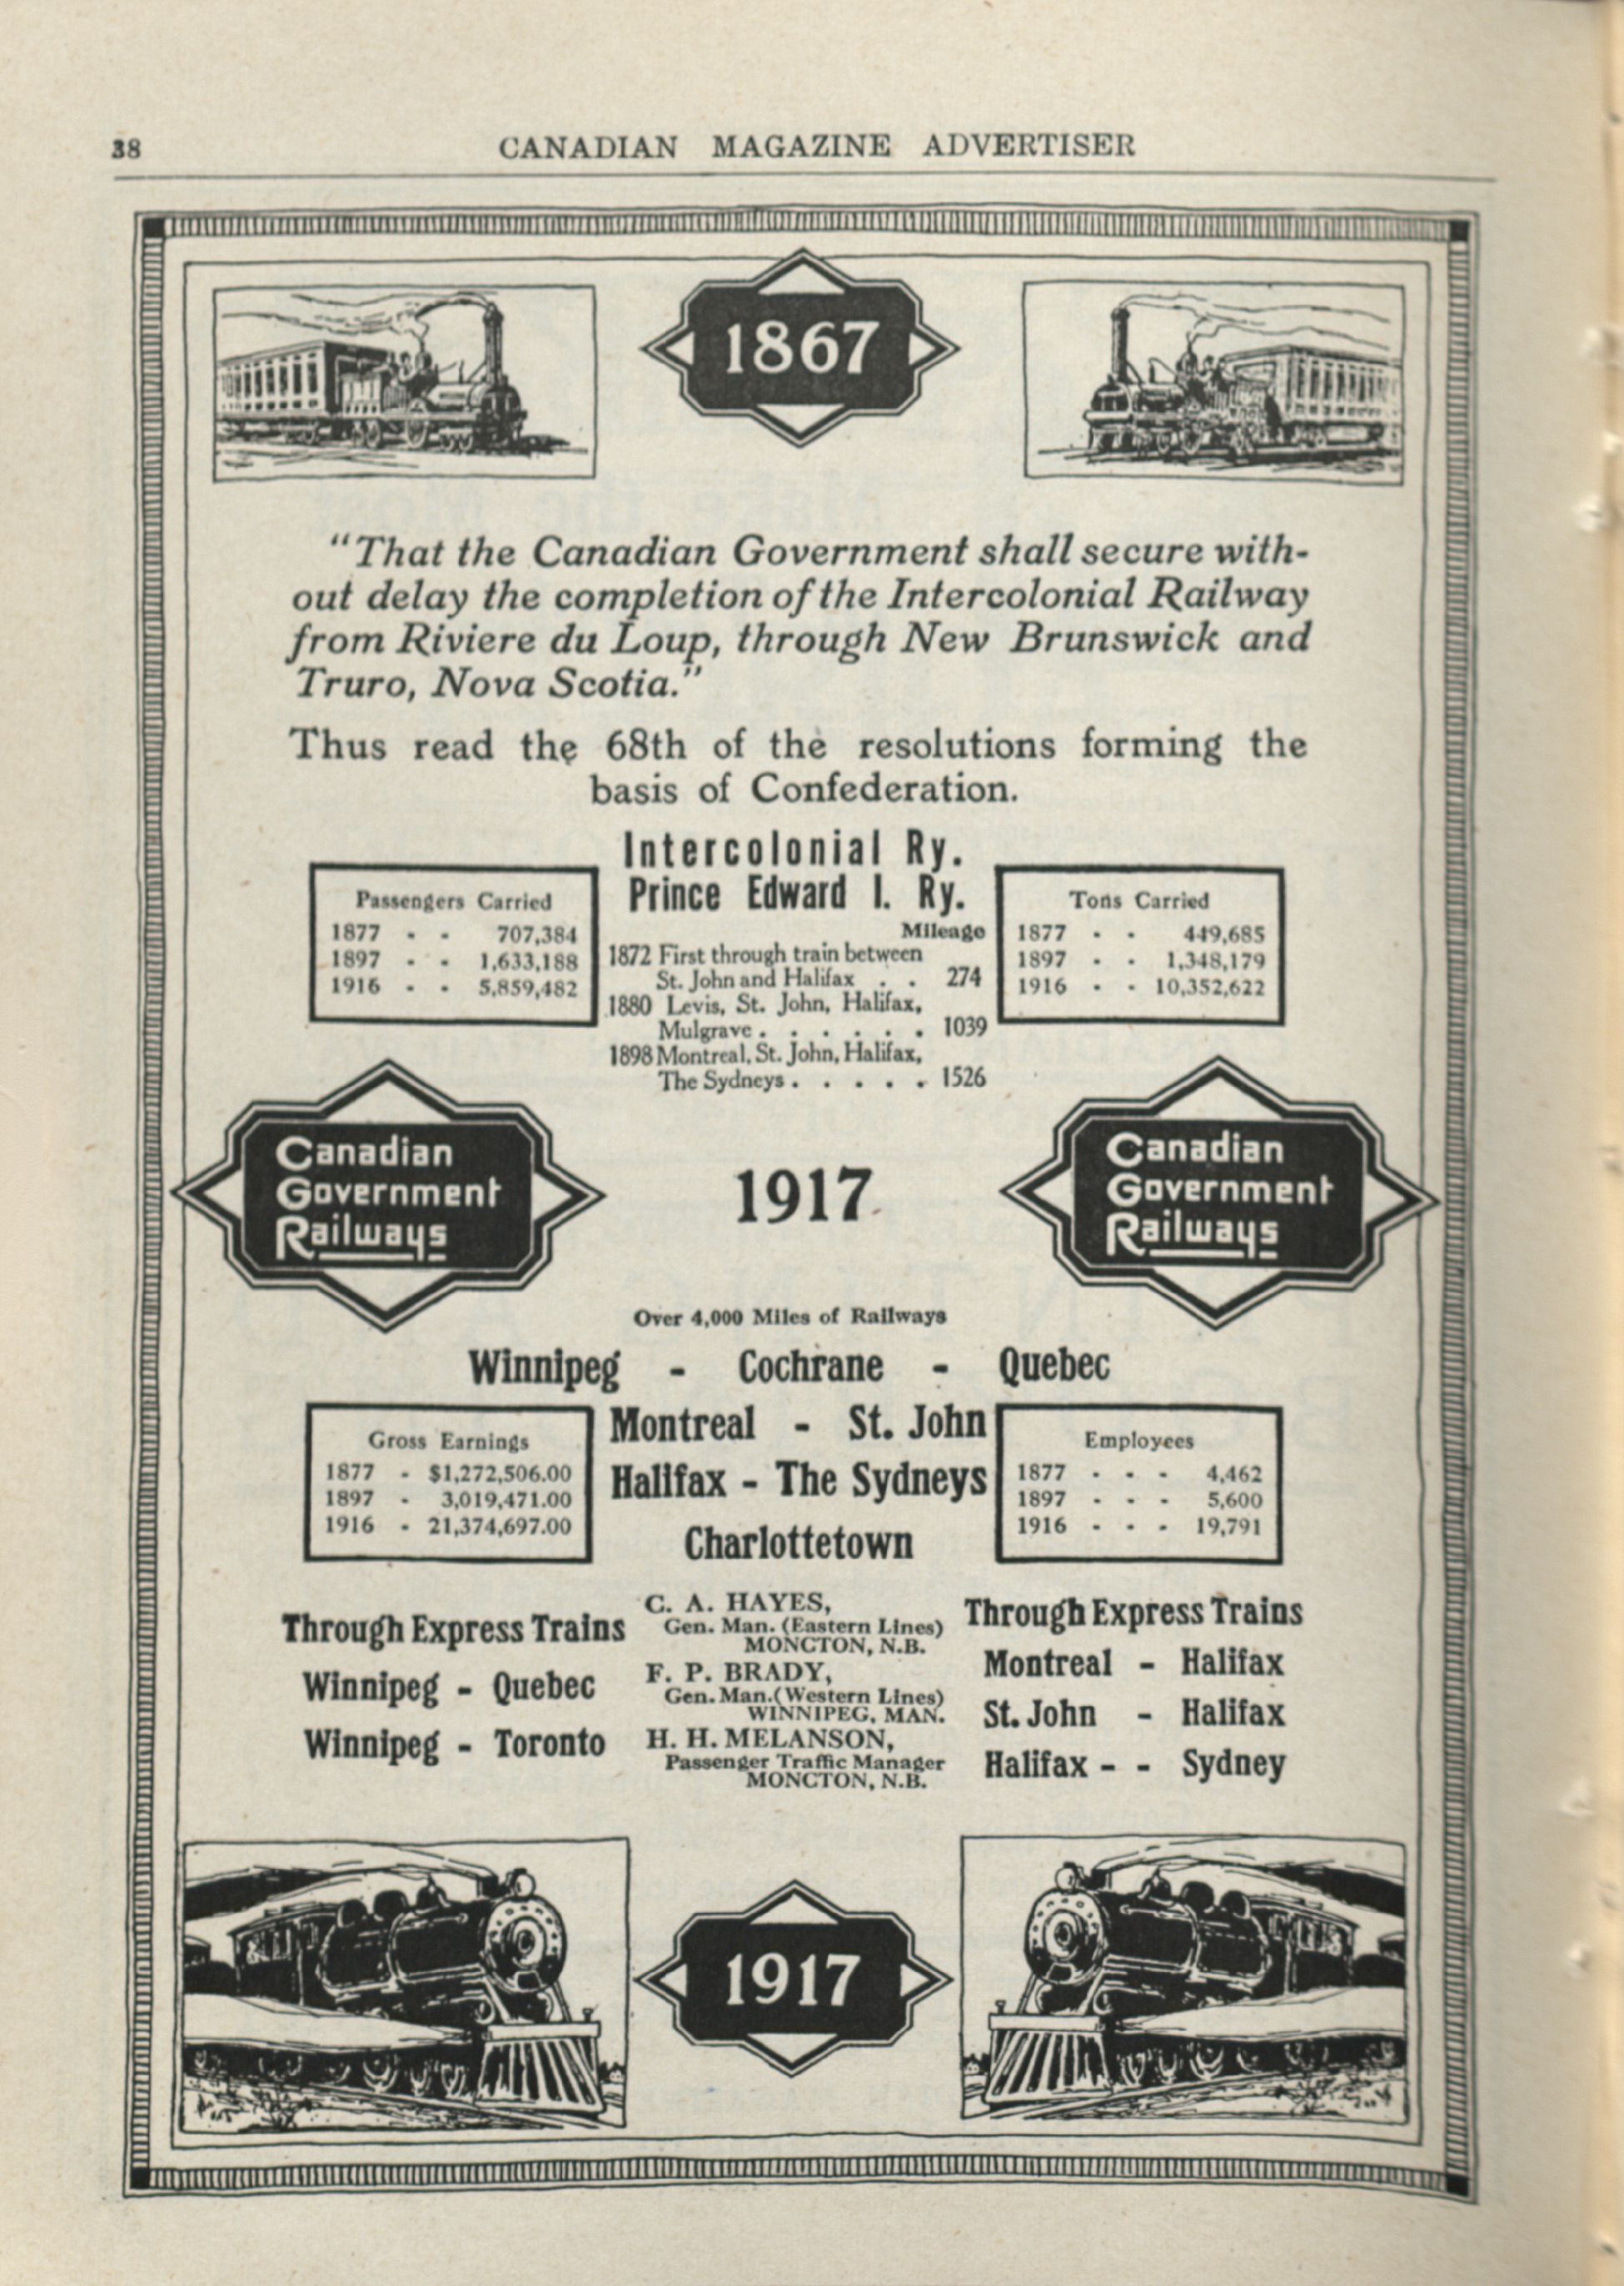 38
CANADIAN MAGAZINE ADVERTISER
1867
"That the Canadian Government shall secure with-
out delay the completion of the Intercolonial Railway
from Riviere du Loup, through New Brunswick and
Truro, Nova Scotia."
Thus read the 68th of the resolutions forming the
basis of Confederation.
Intercolonial Ry.
Prince Edward I. Ry.
Passengers Carried
1877 - - 707,384
1897 - - 1,633,188
1916 - - 5,859,482
Mileage
1872 First through train between
St. John and Halifax . . 274
1880 Levis, St. John, Halifax,
Mulgrave . . . . . . 1039
1898 Montreal, St. John, Halifax,
The Sydneys . . . . . 1526
Tons Carried
1877 - - 449,685
1897 - - 1,348,179
1916 - - 10,352,622
Canadian
Government
Railways
1917
Canadian
Government
Railways
Over 4,000 Miles of Railways
Winnipeg - Cochrane - Quebec
Montreal - St. John
Halifax - The Sydneys
Charlottetown
Gross Earnings
1877 - $1,272,506.00
1897 - 3,019,471.00
1916 - 21,374,697.00
Employees
1877 - - - 4,462
1897 - - - 5,600
1916 - - - 19,791
Through Express Trains
Winnipeg - Quebec
Winnipeg - Toronto
C. A. HAYES,
Gen. Man. (Eastern Lines)
MONCTON, N.B.
F. P. BRADY,
Gen. Man. (Western Lines)
WINNIPEG, MAN.
H. H. MELANSON,
Passenger Traffic Manager
MONCTON, N.B.
Through Express Trains
Montreal - Halifax
St. John - Halifax
Halifax - - Sydney
1917